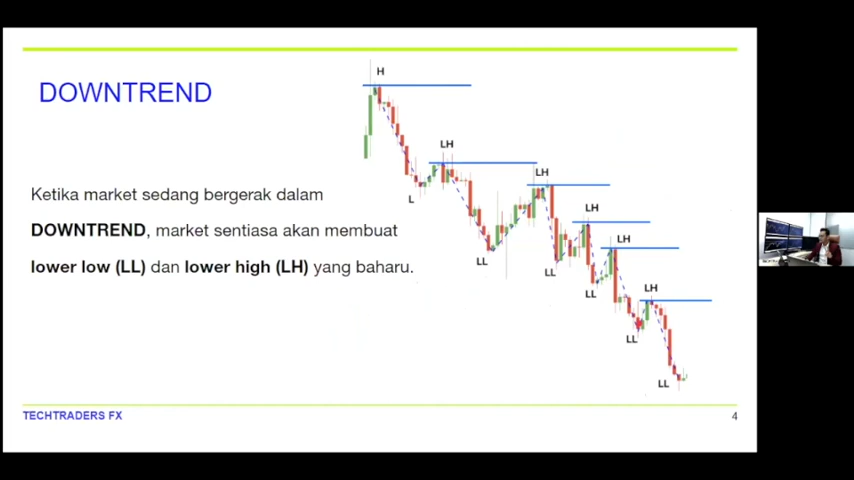 DOWNTREND
Ketika market sedang bergerak dalam
DOWNTREND, market sentiasa akan membuat
lower low (LL) dan lower high (LH) yang baharu.
H
LH
L
LH
LL
LH
LL
LH
LL
LH
LL
LL
TECHTRADERS FX
4